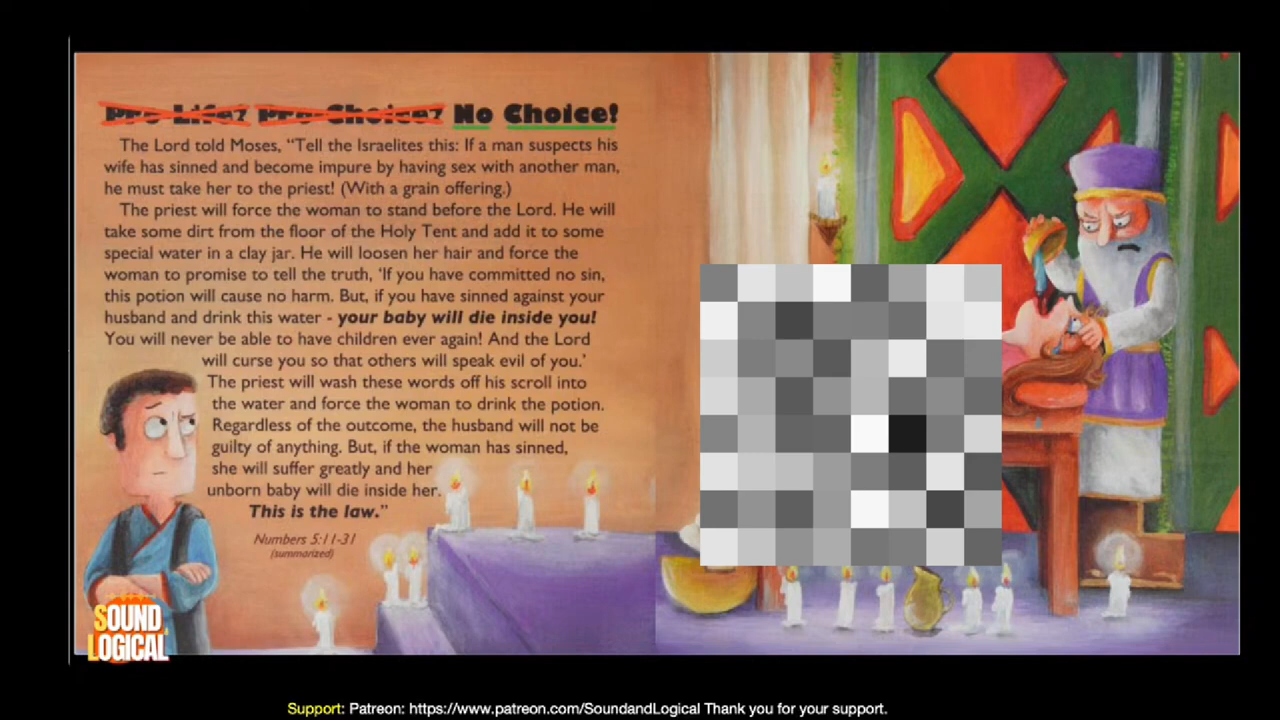 Pro-Life? Pro-Choice? No Choice!
The Lord told Moses, “Tell the Israelites this: If a man suspects his
wife has sinned and become impure by having sex with another man,
he must take her to the priest! (With a grain offering.)
The priest will force the woman to stand before the Lord. He will
take some dirt from the floor of the Holy Tent and add it to some
special water in a clay jar. He will loosen her hair and force the
woman to promise to tell the truth, ‘If you have committed no sin,
this potion will cause no harm. But, if you have sinned against your
husband and drink this water - your baby will die inside you!
You will never be able to have children ever again! And the Lord
will curse you so that others will speak evil of you.’
The priest will wash these words off his scroll into
the water and force the woman to drink the potion.
Regardless of the outcome, the husband will not be
guilty of anything. But, if the woman has sinned,
she will suffer greatly and her
unborn baby will die inside her.
This is the law.”
Numbers 5:11-31
(summarized)
SOUND
LOGICAL
Support: Patreon: https://www.patreon.com/SoundandLogical Thank you for your support.